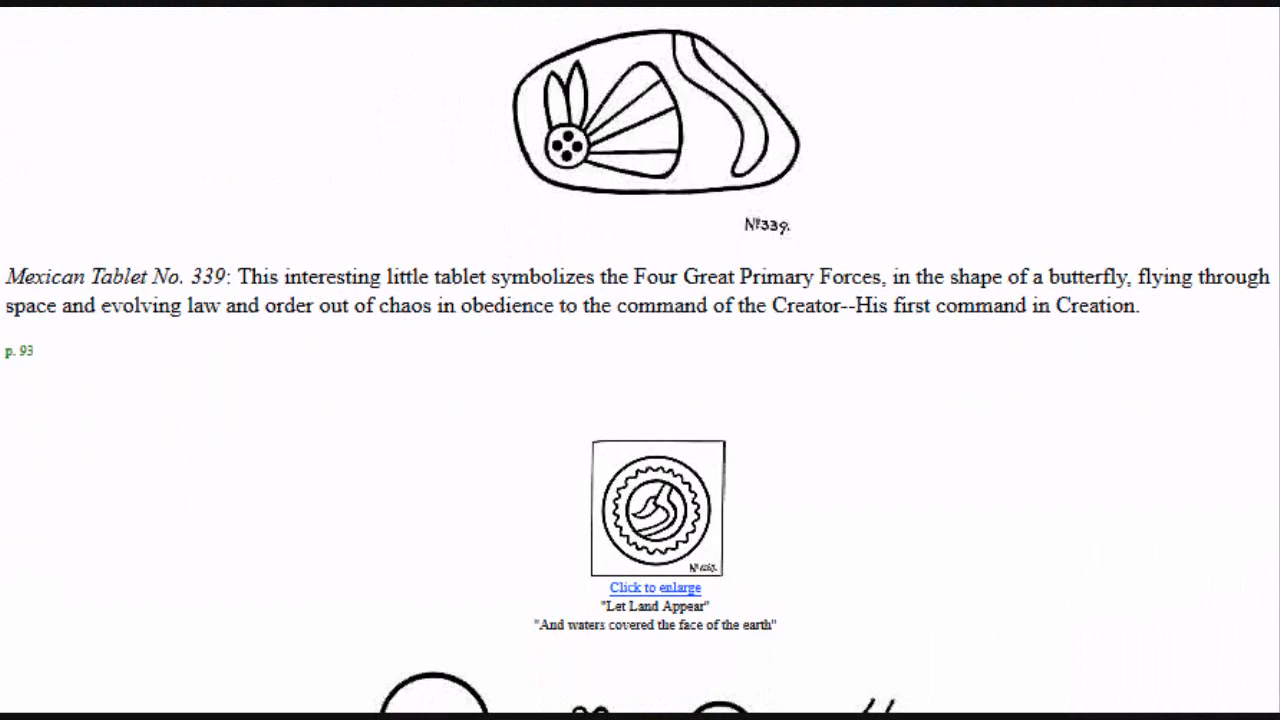 Nº339.
Mexican Tablet No. 339: This interesting little tablet symbolizes the Four Great Primary Forces, in the shape of a butterfly, flying through
space and evolving law and order out of chaos in obedience to the command of the Creator--His first command in Creation.
p. 93
Click to enlarge
"Let Land Appear"
"And waters covered the face of the earth"